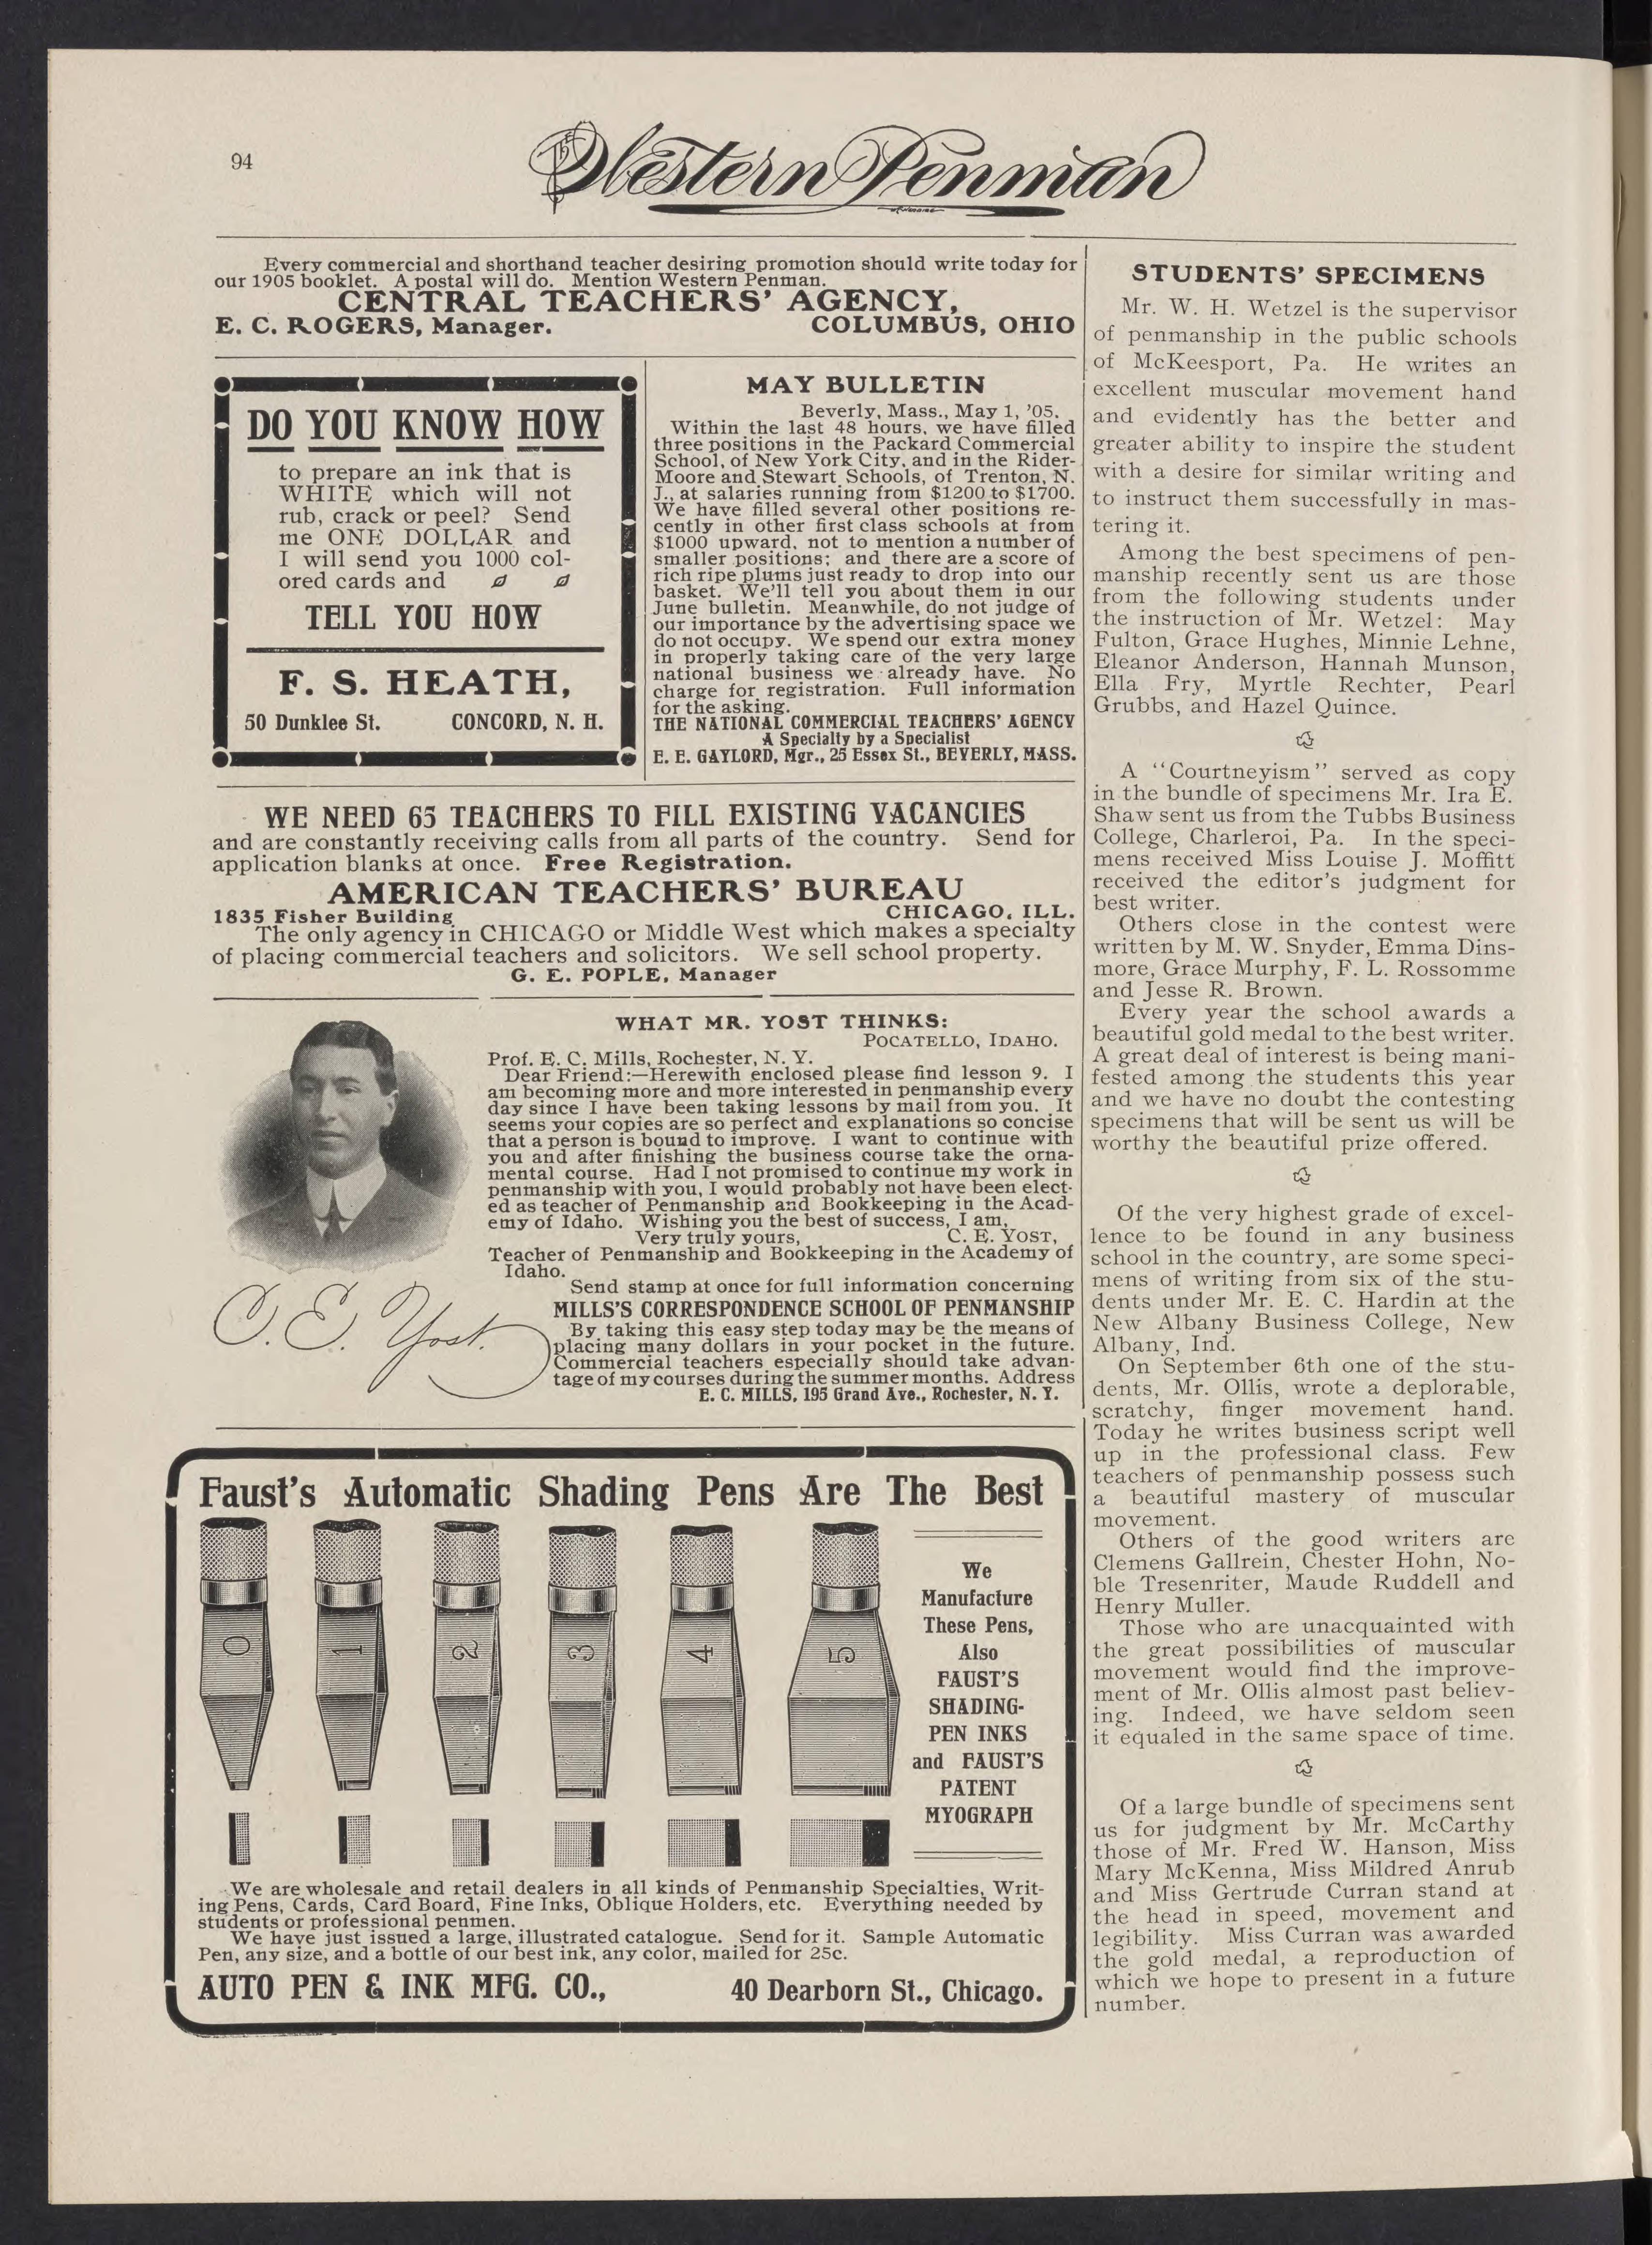 94
The Western Penman
Every commercial and shorthand teacher desiring promotion should write today for
our 1905 booklet. A postal will do. Mention Western Penman.
CENTRAL TEACHERS' AGENCY,
E. C. ROGERS, Manager. COLUMBUS, OHIO
DO YOU KNOW HOW
to prepare an ink that is
WHITE which will not
rub, crack or peel? Send
me ONE DOLLAR and
I will send you 1000 col-
ored cards and
TELL YOU HOW
F. S. HEATH,
50 Dunklee St. CONCORD, N. H.
MAY BULLETIN
Beverly, Mass., May 1, '05.
Within the last 48 hours, we have filled
three positions in the Packard Commercial
School, of New York City, and in the Rider-
Moore and Stewart Schools, of Trenton, N.
J., at salaries running from $1200 to $1700.
We have filled several other positions re-
cently in other first class schools at from
$1000 upward, not to mention a number of
smaller positions; and there are a score of
rich ripe plums just ready to drop into our
basket. We'll tell you about them in our
June bulletin. Meanwhile, do not judge of
our importance by the advertising space we
do not occupy. We spend our extra money
in properly taking care of the very large
national business we already have. No
charge for registration. Full information
for the asking.
THE NATIONAL COMMERCIAL TEACHERS' AGENCY
A Specialty by a Specialist
E. E. GAYLORD, Mgr., 25 Essex St., BEVERLY, MASS.
WE NEED 65 TEACHERS TO FILL EXISTING VACANCIES
and are constantly receiving calls from all parts of the country. Send for
application blanks at once. Free Registration.
AMERICAN TEACHERS' BUREAU
1835 Fisher Building CHICAGO, ILL.
The only agency in CHICAGO or Middle West which makes a specialty
of placing commercial teachers and solicitors. We sell school property.
G. E. POPLE, Manager
WHAT MR. YOST THINKS:
POCATELLO, IDAHO.
Prof. E. C. Mills, Rochester, N. Y.
Dear Friend:—Herewith enclosed please find lesson 9. I
am becoming more and more interested in penmanship every
day since I have been taking lessons by mail from you. It
seems your copies are so perfect and explanations so concise
that a person is bound to improve. I want to continue with
you and after finishing the business course take the orna-
mental course. Had I not promised to continue my work in
penmanship with you, I would probably not have been elect-
ed as teacher of Penmanship and Bookkeeping in the Acad-
emy of Idaho. Wishing you the best of success, I am,
Very truly yours, C. E. YOST,
Teacher of Penmanship and Bookkeeping in the Academy of
Idaho.
C. E. Yost.
Send stamp at once for full information concerning
MILLS'S CORRESPONDENCE SCHOOL OF PENMANSHIP
By taking this easy step today may be the means of
placing many dollars in your pocket in the future.
Commercial teachers especially should take advan-
tage of my courses during the summer months. Address
E. C. MILLS, 195 Grand Ave., Rochester, N. Y.
Faust's Automatic Shading Pens Are The Best
0 1 2 3 4 5
We
Manufacture
These Pens,
Also
FAUST'S
SHADING-
PEN INKS
and FAUST'S
PATENT
MYOGRAPH
We are wholesale and retail dealers in all kinds of Penmanship Specialties, Writ-
ing Pens, Cards, Card Board, Fine Inks, Oblique Holders, etc. Everything needed by
students or professional penmen.
We have just issued a large, illustrated catalogue. Send for it. Sample Automatic
Pen, any size, and a bottle of our best ink, any color, mailed for 25c.
AUTO PEN & INK MFG. CO., 40 Dearborn St., Chicago.
STUDENTS' SPECIMENS
Mr. W. H. Wetzel is the supervisor
of penmanship in the public schools
of McKeesport, Pa. He writes an
excellent muscular movement hand
and evidently has the better and
greater ability to inspire the student
with a desire for similar writing and
to instruct them successfully in mas-
tering it.
Among the best specimens of pen-
manship recently sent us are those
from the following students under
the instruction of Mr. Wetzel: May
Fulton, Grace Hughes, Minnie Lehne,
Eleanor Anderson, Hannah Munson,
Ella Fry, Myrtle Rechter, Pearl
Grubbs, and Hazel Quince.
A "Courtneyism" served as copy
in the bundle of specimens Mr. Ira E.
Shaw sent us from the Tubbs Business
College, Charleroi, Pa. In the speci-
mens received Miss Louise J. Moffitt
received the editor's judgment for
best writer.
Others close in the contest were
written by M. W. Snyder, Emma Dins-
more, Grace Murphy, F. L. Rossomme
and Jesse R. Brown.
Every year the school awards a
beautiful gold medal to the best writer.
A great deal of interest is being mani-
fested among the students this year
and we have no doubt the contesting
specimens that will be sent us will be
worthy the beautiful prize offered.
Of the very highest grade of excel-
lence to be found in any business
school in the country, are some speci-
mens of writing from six of the stu-
dents under Mr. E. C. Hardin at the
New Albany Business College, New
Albany, Ind.
On September 6th one of the stu-
dents, Mr. Ollis, wrote a deplorable,
scratchy, finger movement hand.
Today he writes business script well
up in the professional class. Few
teachers of penmanship possess such
a beautiful mastery of muscular
movement.
Others of the good writers are
Clemens Gallrein, Chester Hohn, No-
ble Tresenriter, Maude Ruddell and
Henry Muller.
Those who are unacquainted with
the great possibilities of muscular
movement would find the improve-
ment of Mr. Ollis almost past believ-
ing. Indeed, we have seldom seen
it equaled in the same space of time.
Of a large bundle of specimens sent
us for judgment by Mr. McCarthy
those of Mr. Fred W. Hanson, Miss
Mary McKenna, Miss Mildred Anrub
and Miss Gertrude Curran stand at
the head in speed, movement and
legibility. Miss Curran was awarded
the gold medal, a reproduction of
which we hope to present in a future
number.